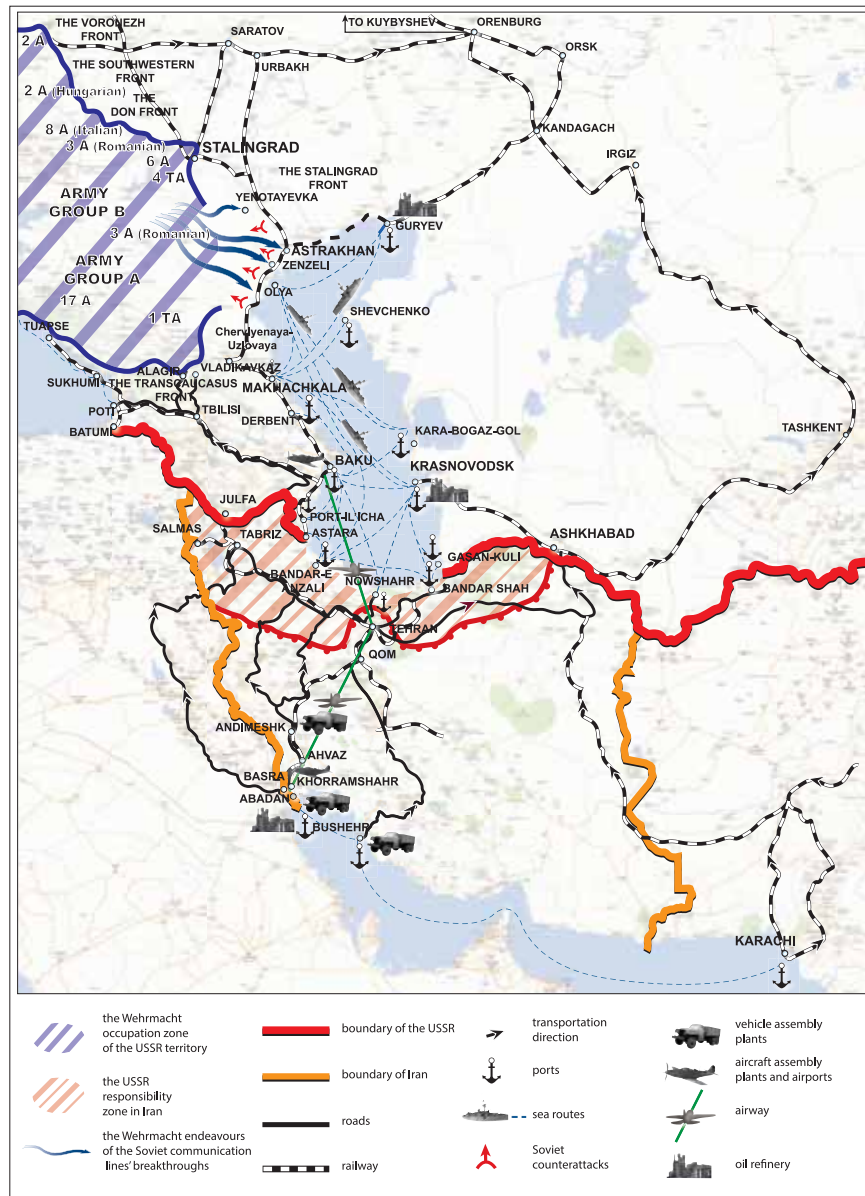 TO KUYBYSHEV
THE VORONEZH
FRONT
SARATOV
ORENBURG
2 A
URBAKH
ORSK
THE SOUTHWESTERN
FRONT
2 A (Hungarian)
THE
DON FRONT
8 A (Italian)
3 A (Romanian)
STALINGRAD
KANDAGACH
6 A
4 TA
IRGIZ
THE STALINGRAD
FRONT
ARMY
GROUP B
YENOTAYEVKA
3 A (Romanian)
GURYEV
ASTRAKHAN
ZENZELI
ARMY
GROUP A
OLYA
17 A
SHEVCHENKO
1 TA
TUAPSE
Chervlyenaya-
Uzlovaya
ALAGIR
VLADIKAVKAZ
SUKHUMI
THE TRANSCAUCASUS
FRONT
MAKHACHKALA
POTI
TBILISI
DERBENT
BATUMI
KARA-BOGAZ-GOL
TASHKENT
BAKU
KRASNOVODSK
JULFA
PORT-IL'ICHA
SALMAS
TABRIZ
ASTARA
ASHKHABAD
GASAN-KULI
BANDAR-E
ANZALI
NOWSHAHR
BANDAR SHAH
TEHRAN
QOM
ANDIMESHK
AHVAZ
BASRA
KHORRAMSHAHR
ABADAN
BUSHEHR
KARACHI
the Wehrmacht
occupation zone
of the USSR territory
the USSR
responsibility
zone in Iran
the Wehrmacht endeavours
of the Soviet communication
lines' breakthroughs
boundary of the USSR
boundary of Iran
roads
railway
transportation
direction
ports
sea routes
Soviet
counterattacks
vehicle assembly
plants
aircraft assembly
plants and airports
airway
oil refinery